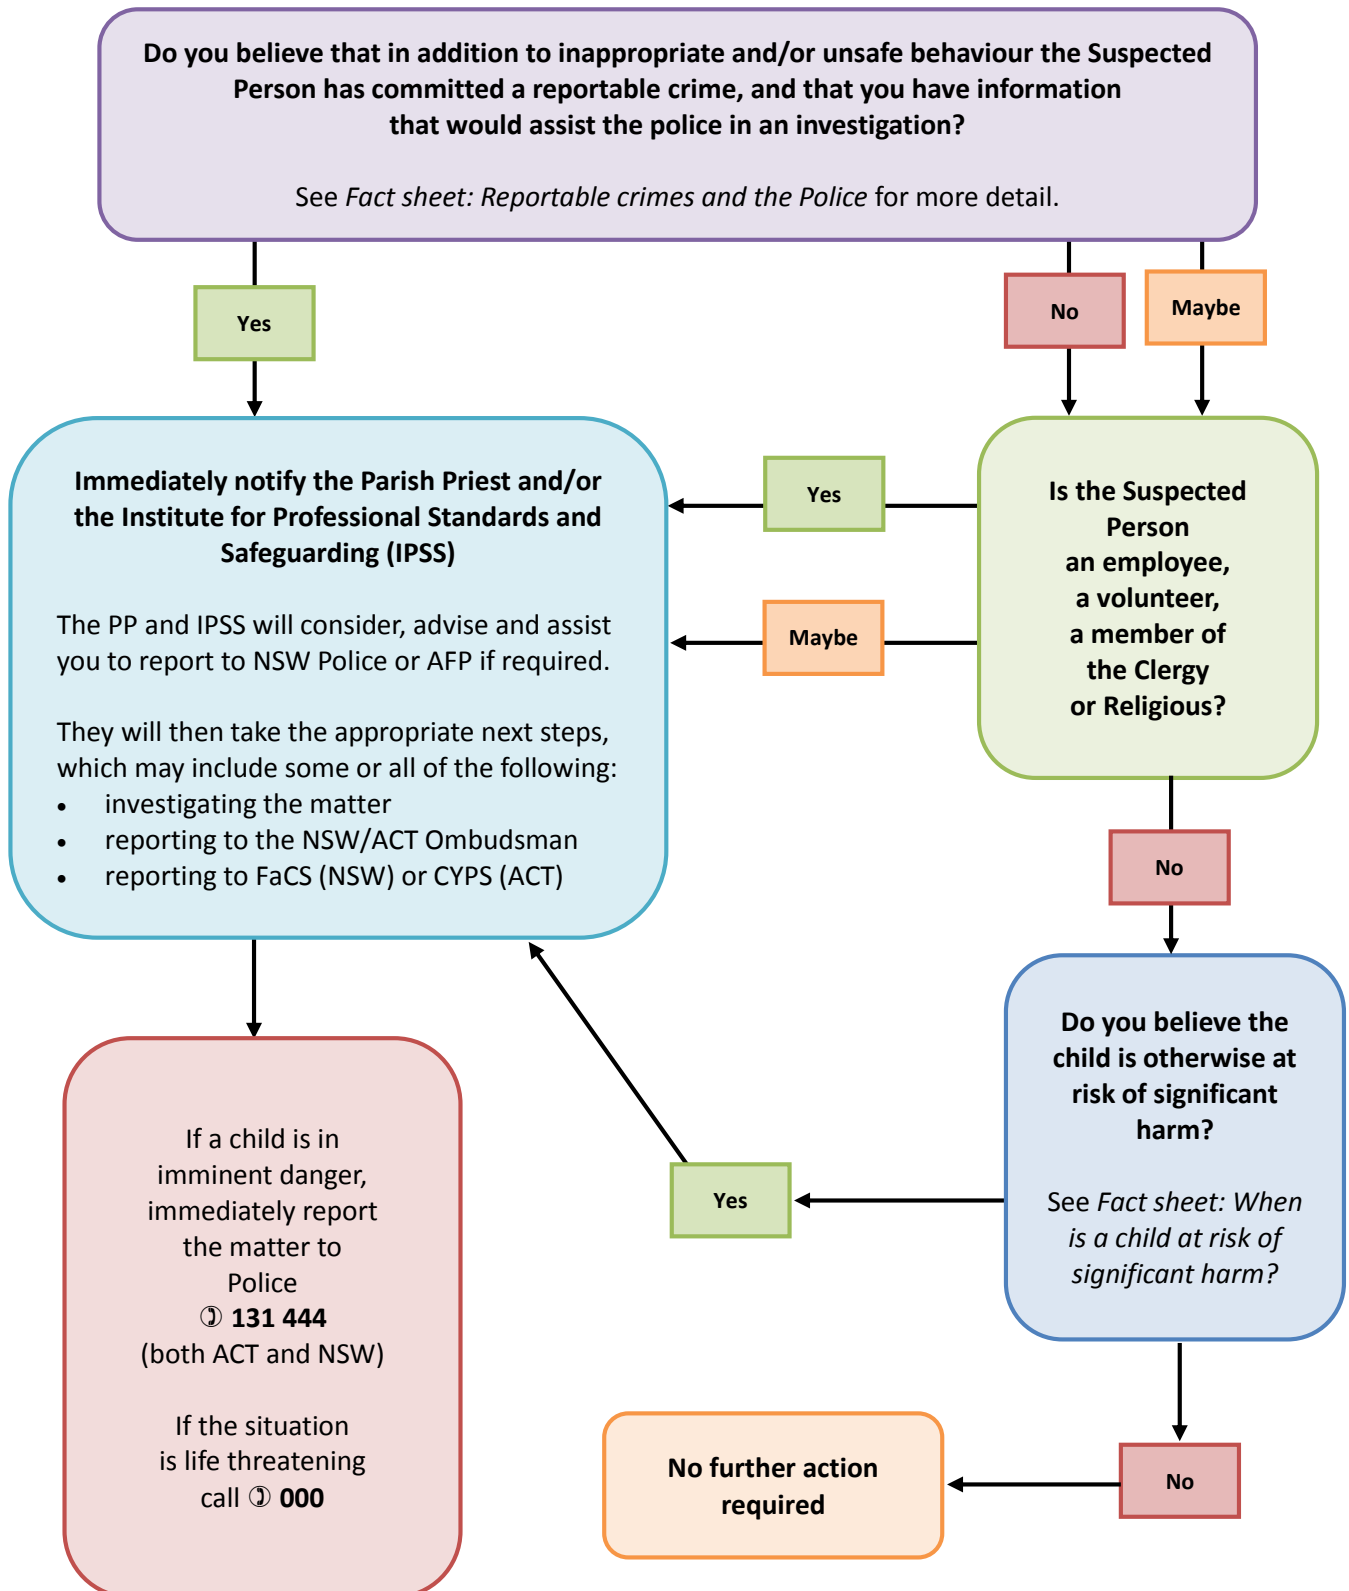 Do you believe that in addition to inappropriate and/or unsafe behaviour the Suspected
Person has committed a reportable crime, and that you have information
that would assist the police in an investigation?
See Fact sheet: Reportable crimes and the Police for more detail.
Yes
No
Maybe
Immediately notify the Parish Priest and/or
the Institute for Professional Standards and
Safeguarding (IPSS)
The PP and IPSS will consider, advise and assist
you to report to NSW Police or AFP if required.
They will then take the appropriate next steps,
which may include some or all of the following:
• investigating the matter
• reporting to the NSW/ACT Ombudsman
• reporting to FaCS (NSW) or CYPS (ACT)
Yes
Maybe
Is the Suspected
Person
an employee,
a volunteer,
a member of
the Clergy
or Religious?
No
Do you believe the
child is otherwise at
risk of significant
harm?
See Fact sheet: When
is a child at risk of
significant harm?
Yes
If a child is in
imminent danger,
immediately report
the matter to
Police
✆ 131 444
(both ACT and NSW)
If the situation
is life threatening
call ✆ 000
No further action
required
No